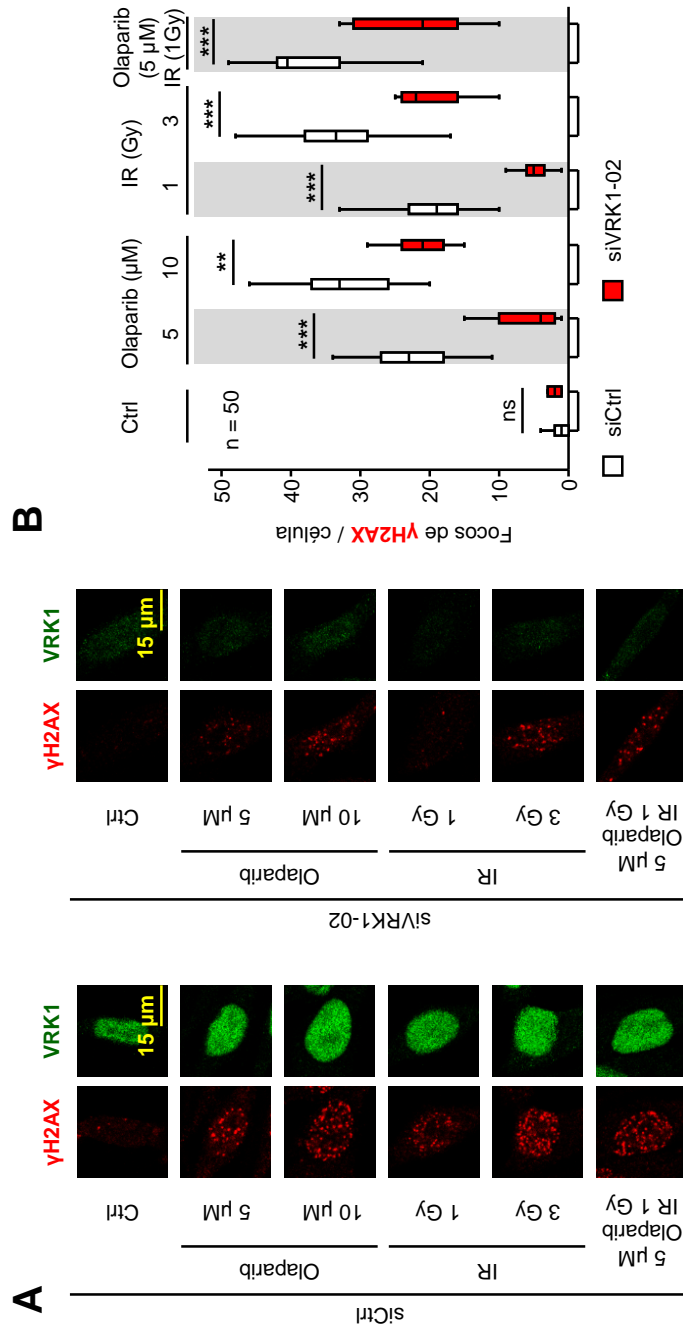 A
siCtrl
Olaparib
IR
Ctrl
5 µM
10 µM
1 Gy
3 Gy
5 µM
Olaparib
IR 1 Gy
γH2AX
VRK1
15 µm
siVRK1-02
Olaparib
IR
Ctrl
5 µM
10 µM
1 Gy
3 Gy
5 µM
Olaparib
IR 1 Gy
γH2AX
VRK1
15 µm
B
Ctrl
Olaparib (µM)
5
10
IR (Gy)
1
3
Olaparib
(5 µM)
IR (1Gy)
n = 50
ns
***
**
***
***
***
Focos de γH2AX / célula
50
40
30
20
10
0
siCtrl
siVRK1-02